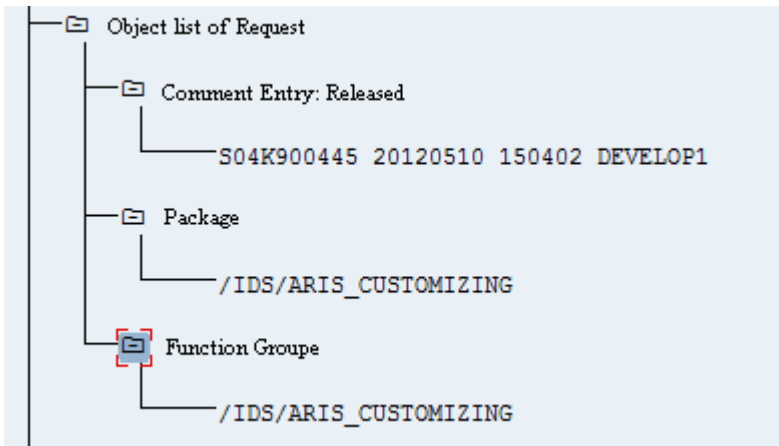 Object list of Request
Comment Entry: Released
S04K900445 20120510 150402 DEVELOP1
Package
/IDS/ARIS_CUSTOMIZING
Function Groupe
/IDS/ARIS_CUSTOMIZING